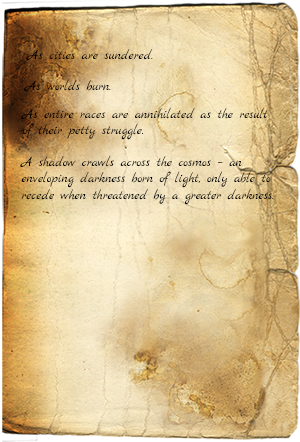 As cities are sundered.
As worlds burn.
As entire races are annihilated as the result
of their petty struggle.
A shadow crawls across the cosmos - an
enveloping darkness born of light, only able to
recede when threatened by a greater darkness.